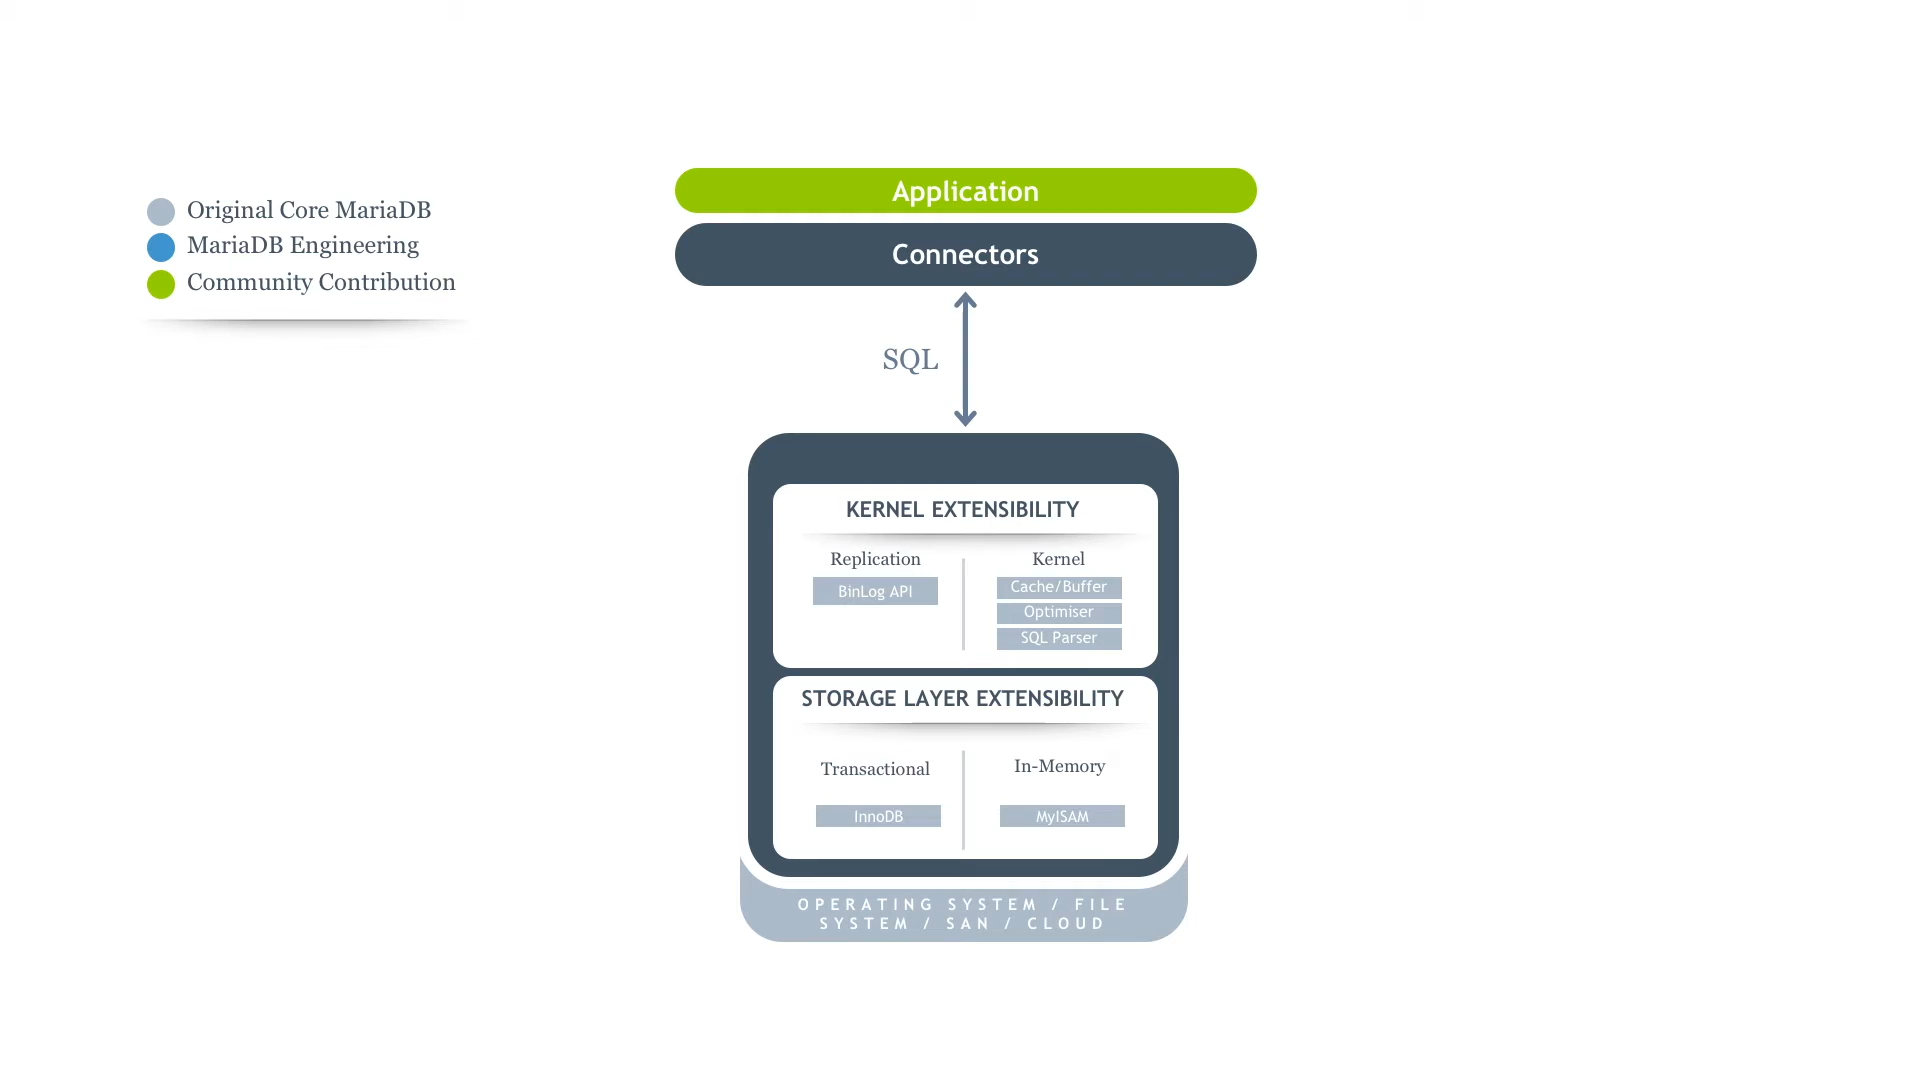 Original Core MariaDB
MariaDB Engineering
Community Contribution
Application
Connectors
SQL
KERNEL EXTENSIBILITY
Replication
BinLog API
Kernel
Cache/Buffer
Optimiser
SQL Parser
STORAGE LAYER EXTENSIBILITY
Transactional
InnoDB
In-Memory
MyISAM
OPERATING SYSTEM / FILE
SYSTEM / SAN / CLOUD